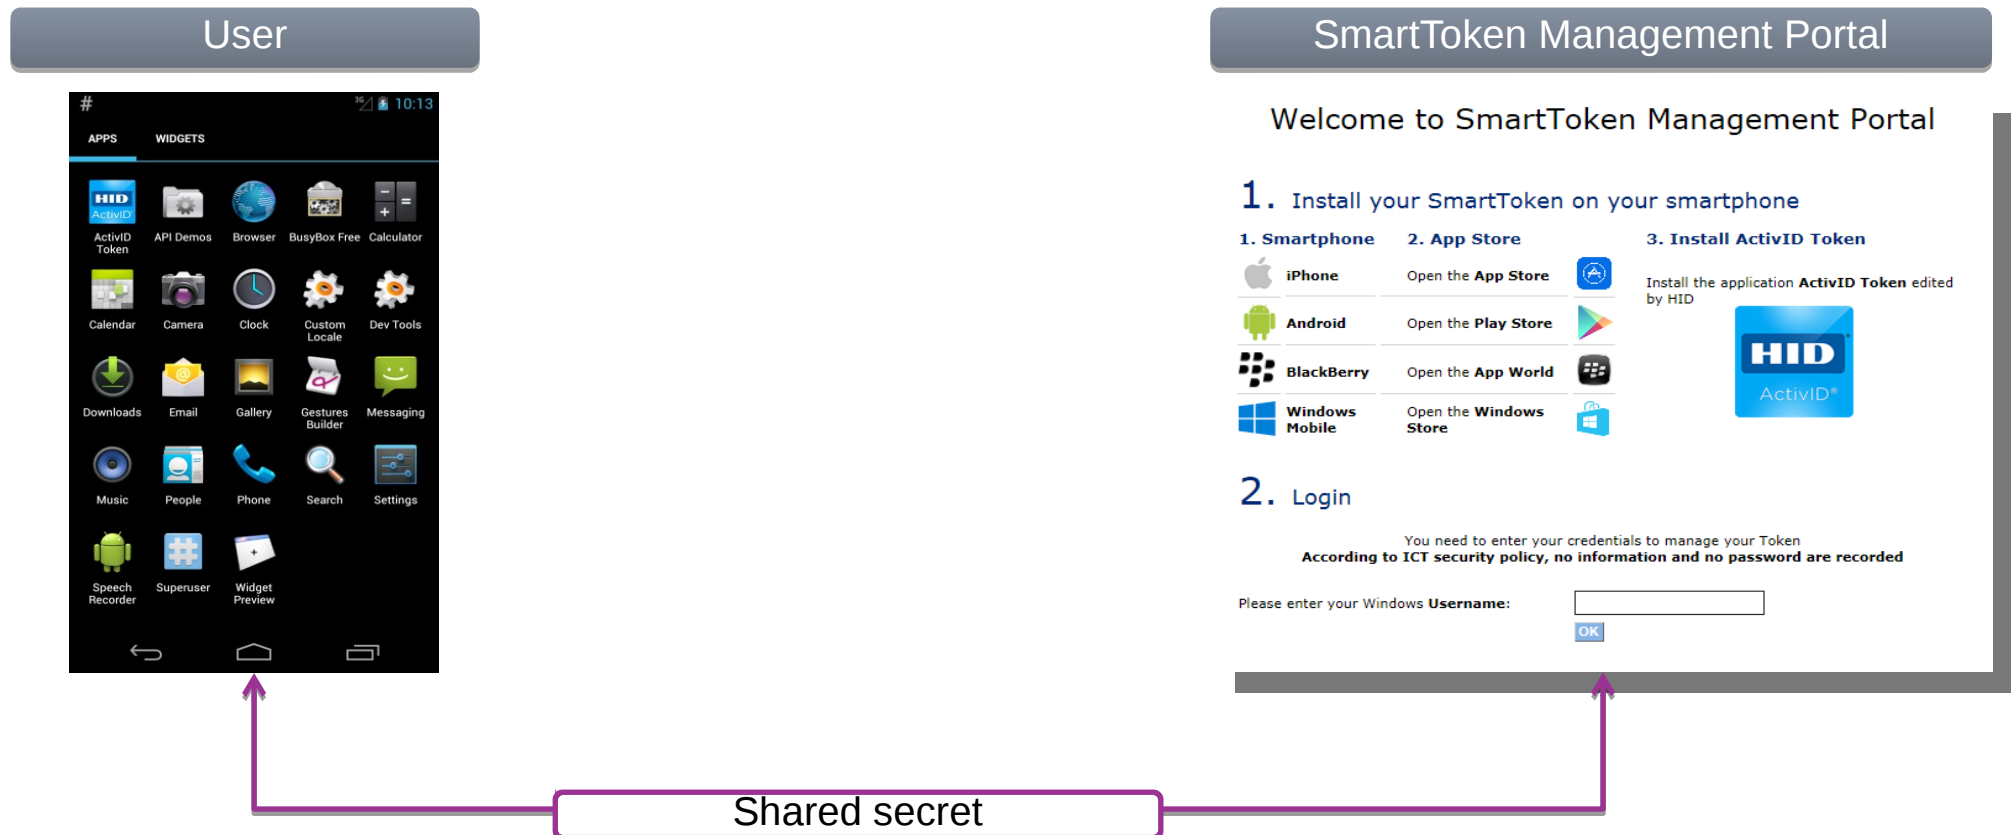 User
SmartToken Management Portal
# 3G 10:13
APPS WIDGETS
HID
ActivID
ActivID
Token
API Demos
Browser
BusyBox Free
Calculator
Calendar
Camera
Clock
Custom
Locale
Dev Tools
Downloads
Email
Gallery
Gestures
Builder
Messaging
Music
People
Phone
Search
Settings
Speech
Recorder
Superuser
Widget
Preview
Welcome to SmartToken Management Portal
1. Install your SmartToken on your smartphone
1. Smartphone 2. App Store 3. Install ActivID Token
iPhone Open the App Store
Android Open the Play Store
BlackBerry Open the App World
Windows
Mobile
Open the Windows
Store
Install the application ActivID Token edited
by HID
HID
ActivID®
2. Login
You need to enter your credentials to manage your Token
According to ICT security policy, no information and no password are recorded
Please enter your Windows Username:
OK
Shared secret